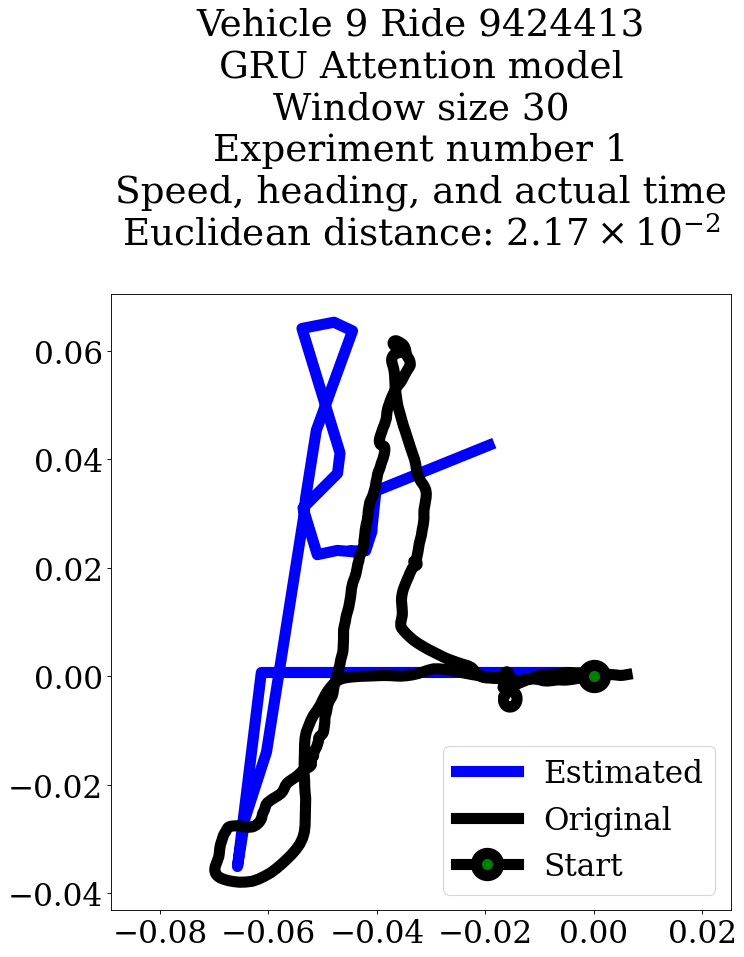 Vehicle 9 Ride 9424413
GRU Attention model
Window size 30
Experiment number 1
Speed, heading, and actual time
Euclidean distance: 2.17 × 10⁻²
0.06
0.04
0.02
0.00
−0.02
−0.04
Estimated
Original
Start
−0.08 −0.06 −0.04 −0.02 0.00 0.02